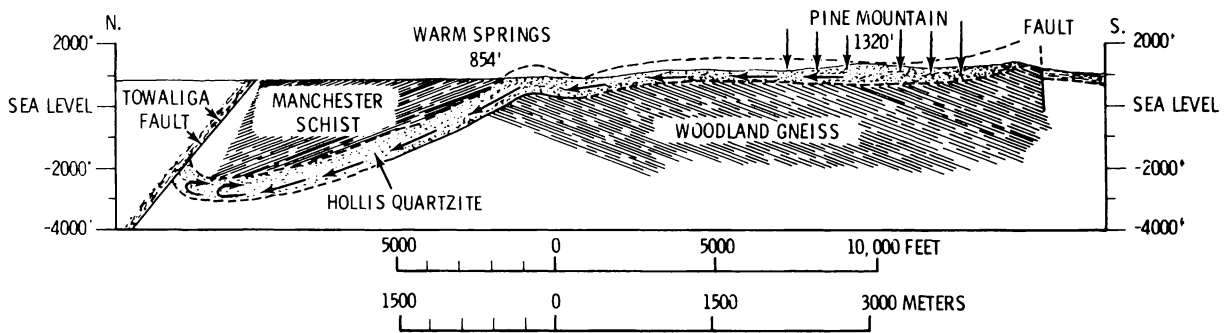 N.
2000'
SEA LEVEL
-2000'
-4000'
TOWALIGA
FAULT
MANCHESTER
SCHIST
WARM SPRINGS
854'
HOLLIS QUARTZITE
WOODLAND GNEISS
PINE MOUNTAIN
1320'
FAULT
S.
2000'
SEA LEVEL
-2000'
-4000'
5000 0 5000 10,000 FEET
1500 0 1500 3000 METERS